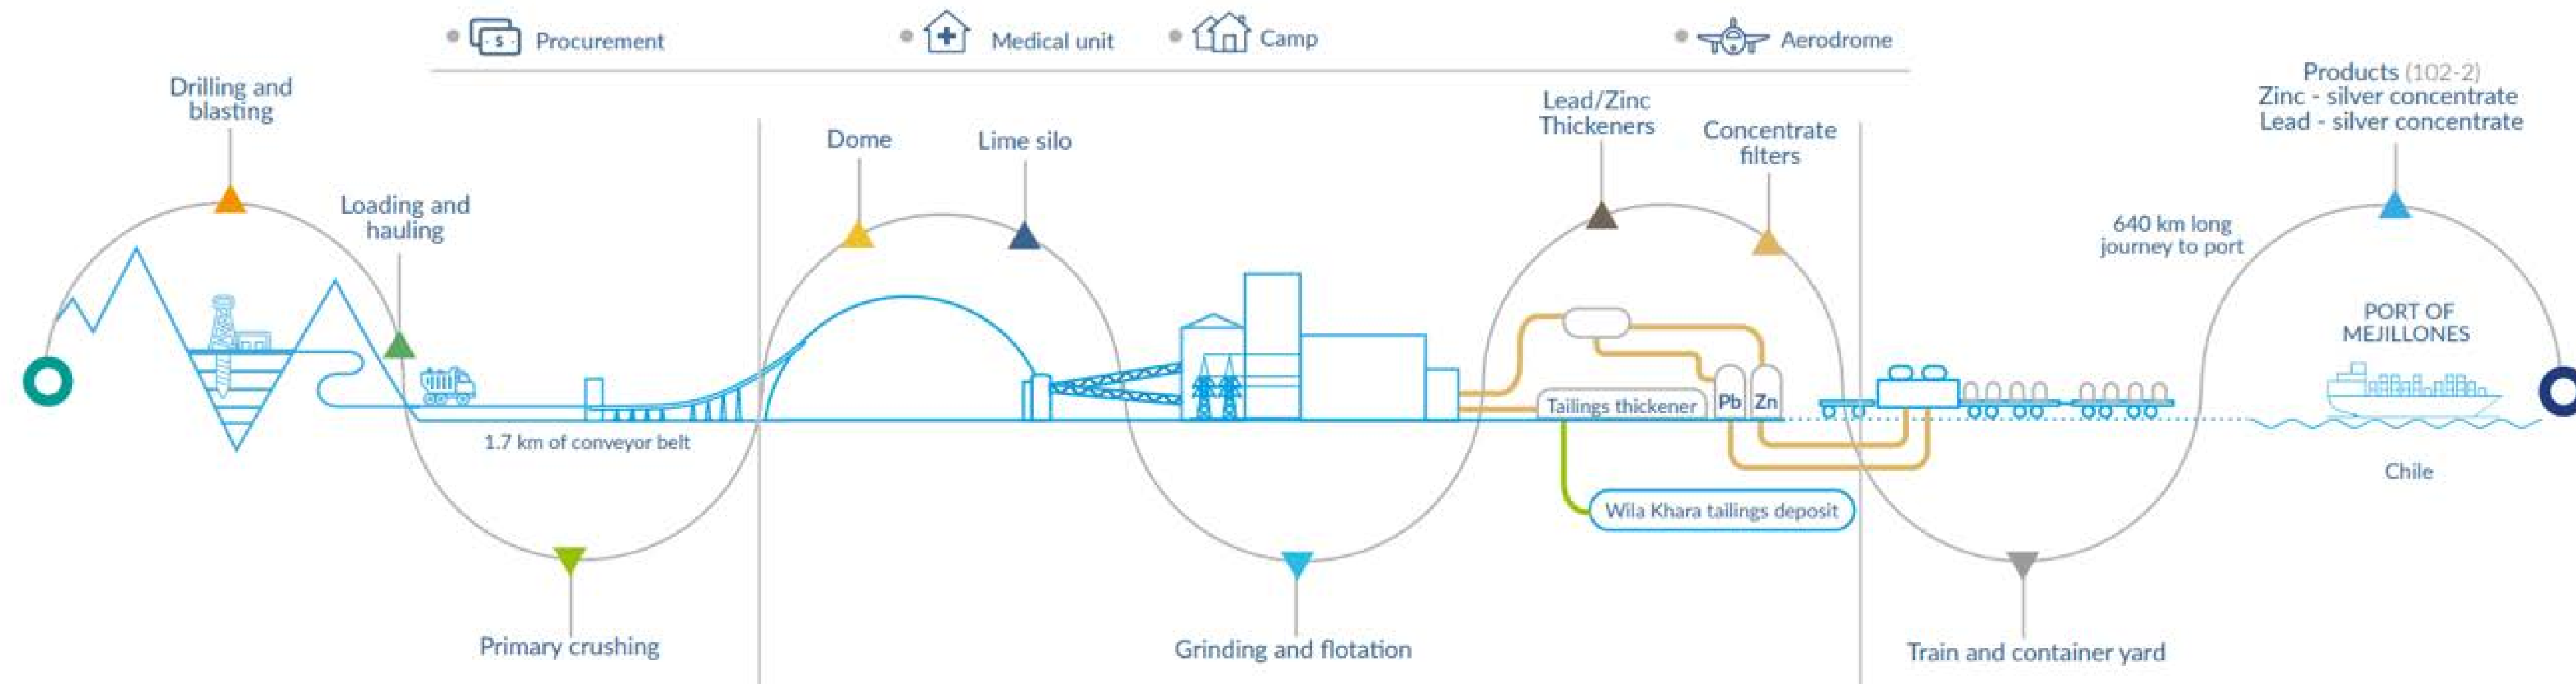 Procurement
Medical unit
Camp
Aerodrome
Drilling and
blasting
Loading and
hauling
1.7 km of conveyor belt
Primary crushing
Dome
Lime silo
Grinding and flotation
Lead/Zinc
Thickeners
Concentrate
filters
Tailings thickener
Pb
Zn
Wila Khara tailings deposit
Train and container yard
640 km long
journey to port
Products (102-2)
Zinc - silver concentrate
Lead - silver concentrate
PORT OF
MEJILLONES
Chile
$